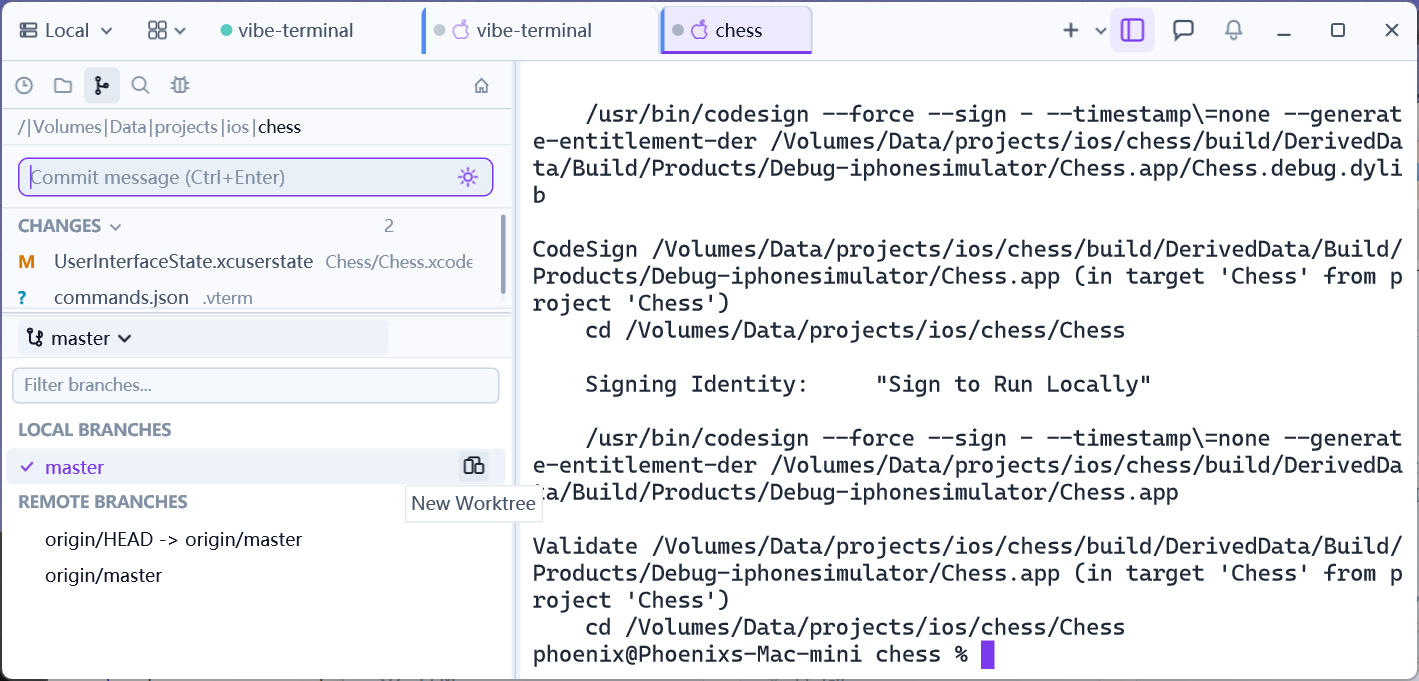 Local
vibe-terminal
vibe-terminal
chess
/|Volumes|Data|projects|ios|chess
Commit message (Ctrl+Enter)
CHANGES
2
M UserInterfaceState.xcuserstate Chess/Chess.xcode
? commands.json .vterm
master
Filter branches...
LOCAL BRANCHES
master
New Worktree
REMOTE BRANCHES
origin/HEAD -> origin/master
origin/master
/usr/bin/codesign --force --sign - --timestamp\=none --generat
e-entitlement-der /Volumes/Data/projects/ios/chess/build/DerivedDa
ta/Build/Products/Debug-iphonesimulator/Chess.app/Chess.debug.dyli
b
CodeSign /Volumes/Data/projects/ios/chess/build/DerivedData/Build/
Products/Debug-iphonesimulator/Chess.app (in target 'Chess' from p
roject 'Chess')
cd /Volumes/Data/projects/ios/chess/Chess
Signing Identity: "Sign to Run Locally"
/usr/bin/codesign --force --sign - --timestamp\=none --generat
e-entitlement-der /Volumes/Data/projects/ios/chess/build/DerivedDa
ta/Build/Products/Debug-iphonesimulator/Chess.app
Validate /Volumes/Data/projects/ios/chess/build/DerivedData/Build/
Products/Debug-iphonesimulator/Chess.app (in target 'Chess' from p
roject 'Chess')
cd /Volumes/Data/projects/ios/chess/Chess
phoenix@Phoenixs-Mac-mini chess %